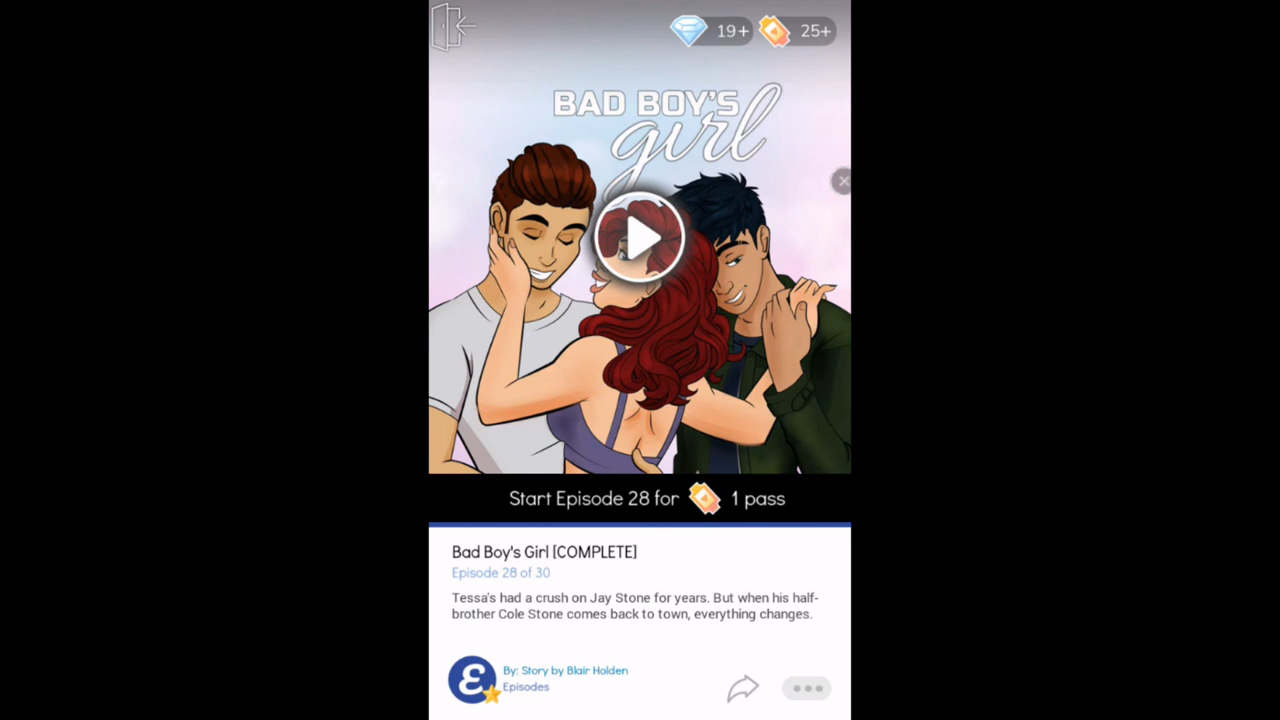 19+ 25+
BAD BOY'S
girl
Start Episode 28 for 1 pass
Bad Boy's Girl [COMPLETE]
Episode 28 of 30
Tessa's had a crush on Jay Stone for years. But when his half-
brother Cole Stone comes back to town, everything changes.
By: Story by Blair Holden
Episodes